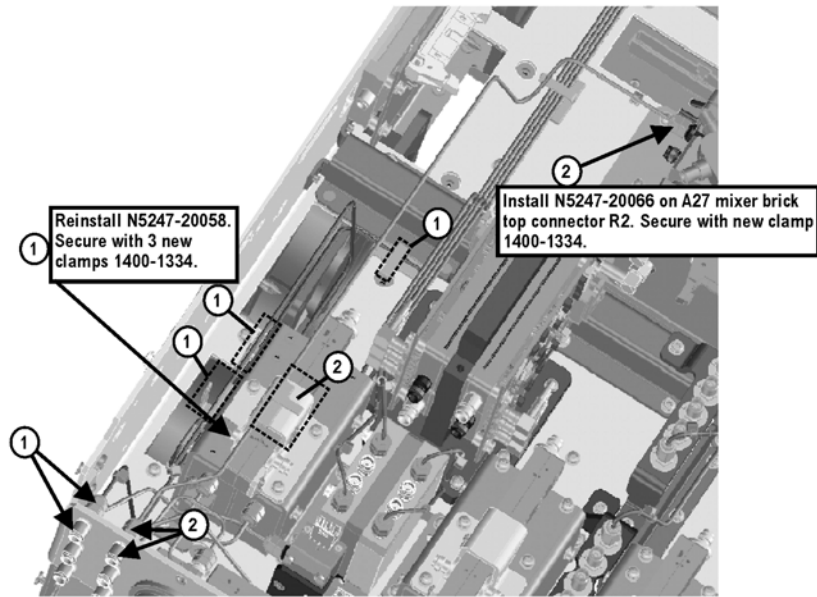 1
Reinstall N5247-20058.
Secure with 3 new
clamps 1400-1334.
1
2
Install N5247-20066 on A27 mixer brick
top connector R2. Secure with new clamp
1400-1334.
1
1
2
1
2